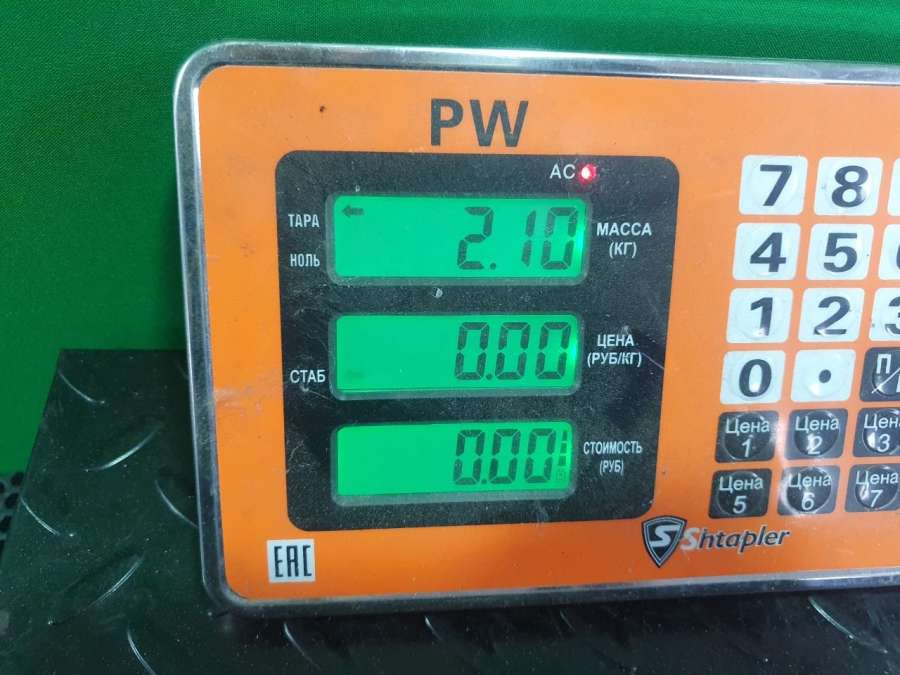 PW
AC
ТАРА
НОЛЬ
2.10
МАССА
(КГ)
СТАБ
0.00
ЦЕНА
(РУБ/КГ)
0.00
СТОИМОСТЬ
(РУБ)
7 8
4 5
1 2 3
0 .
Цена 1
Цена 2
Цена 3
Цена 5
Цена 6
Цена 7
EAC
S Shtapler